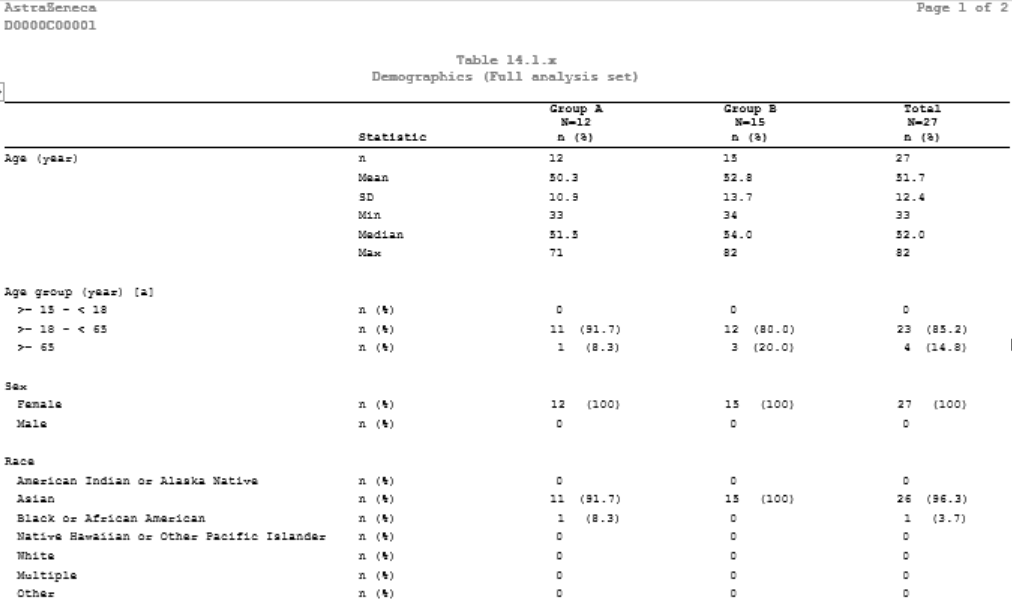 AstraZeneca Page 1 of 2
D0000C00001
Table 14.1.x
Demographics (Full analysis set)
Group A Group B Total
N=12 N=15 N=27
Statistic n (%) n (%) n (%)
Age (year) n 12 15 27
Mean 50.3 52.8 51.7
SD 10.9 13.7 12.4
Min 33 34 33
Median 51.5 54.0 52.0
Max 71 82 82
Age group (year) [a]
>= 15 - < 18 n (%) 0 0 0
>= 18 - < 65 n (%) 11 (91.7) 12 (80.0) 23 (85.2)
>= 65 n (%) 1 (8.3) 3 (20.0) 4 (14.8)
Sex
Female n (%) 12 (100) 15 (100) 27 (100)
Male n (%) 0 0 0
Race
American Indian or Alaska Native n (%) 0 0 0
Asian n (%) 11 (91.7) 15 (100) 26 (96.3)
Black or African American n (%) 1 (8.3) 0 1 (3.7)
Native Hawaiian or Other Pacific Islander n (%) 0 0 0
White n (%) 0 0 0
Multiple n (%) 0 0 0
Other n (%) 0 0 0